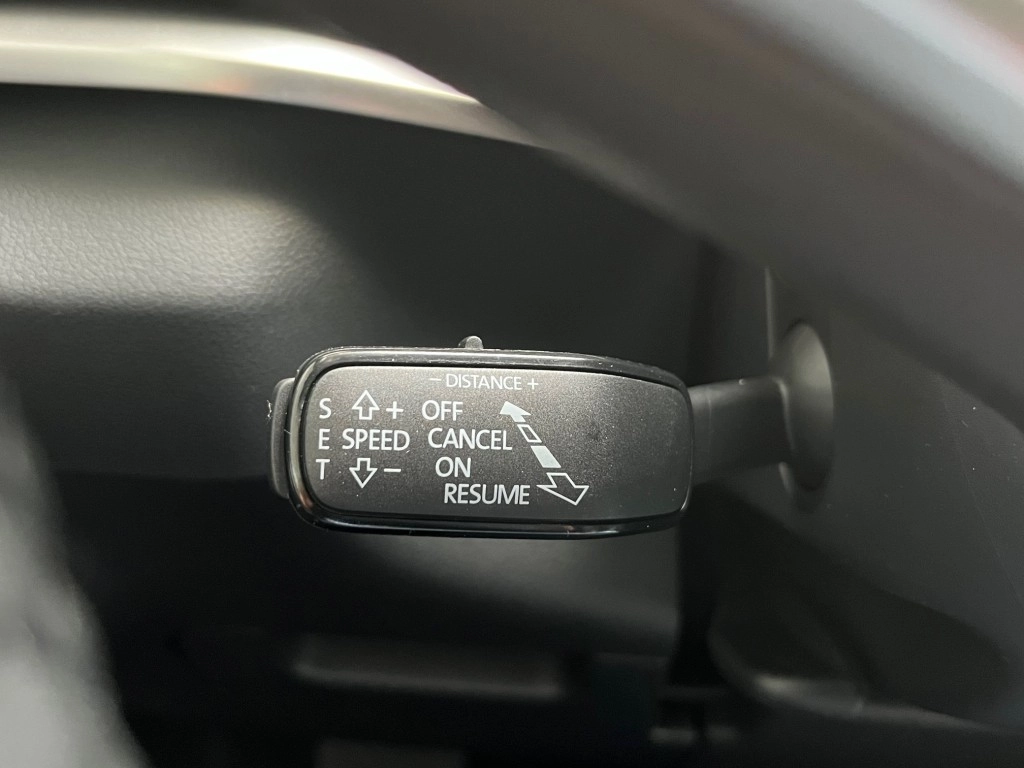 − DISTANCE +
S + OFF
E SPEED CANCEL
T − ON
RESUME